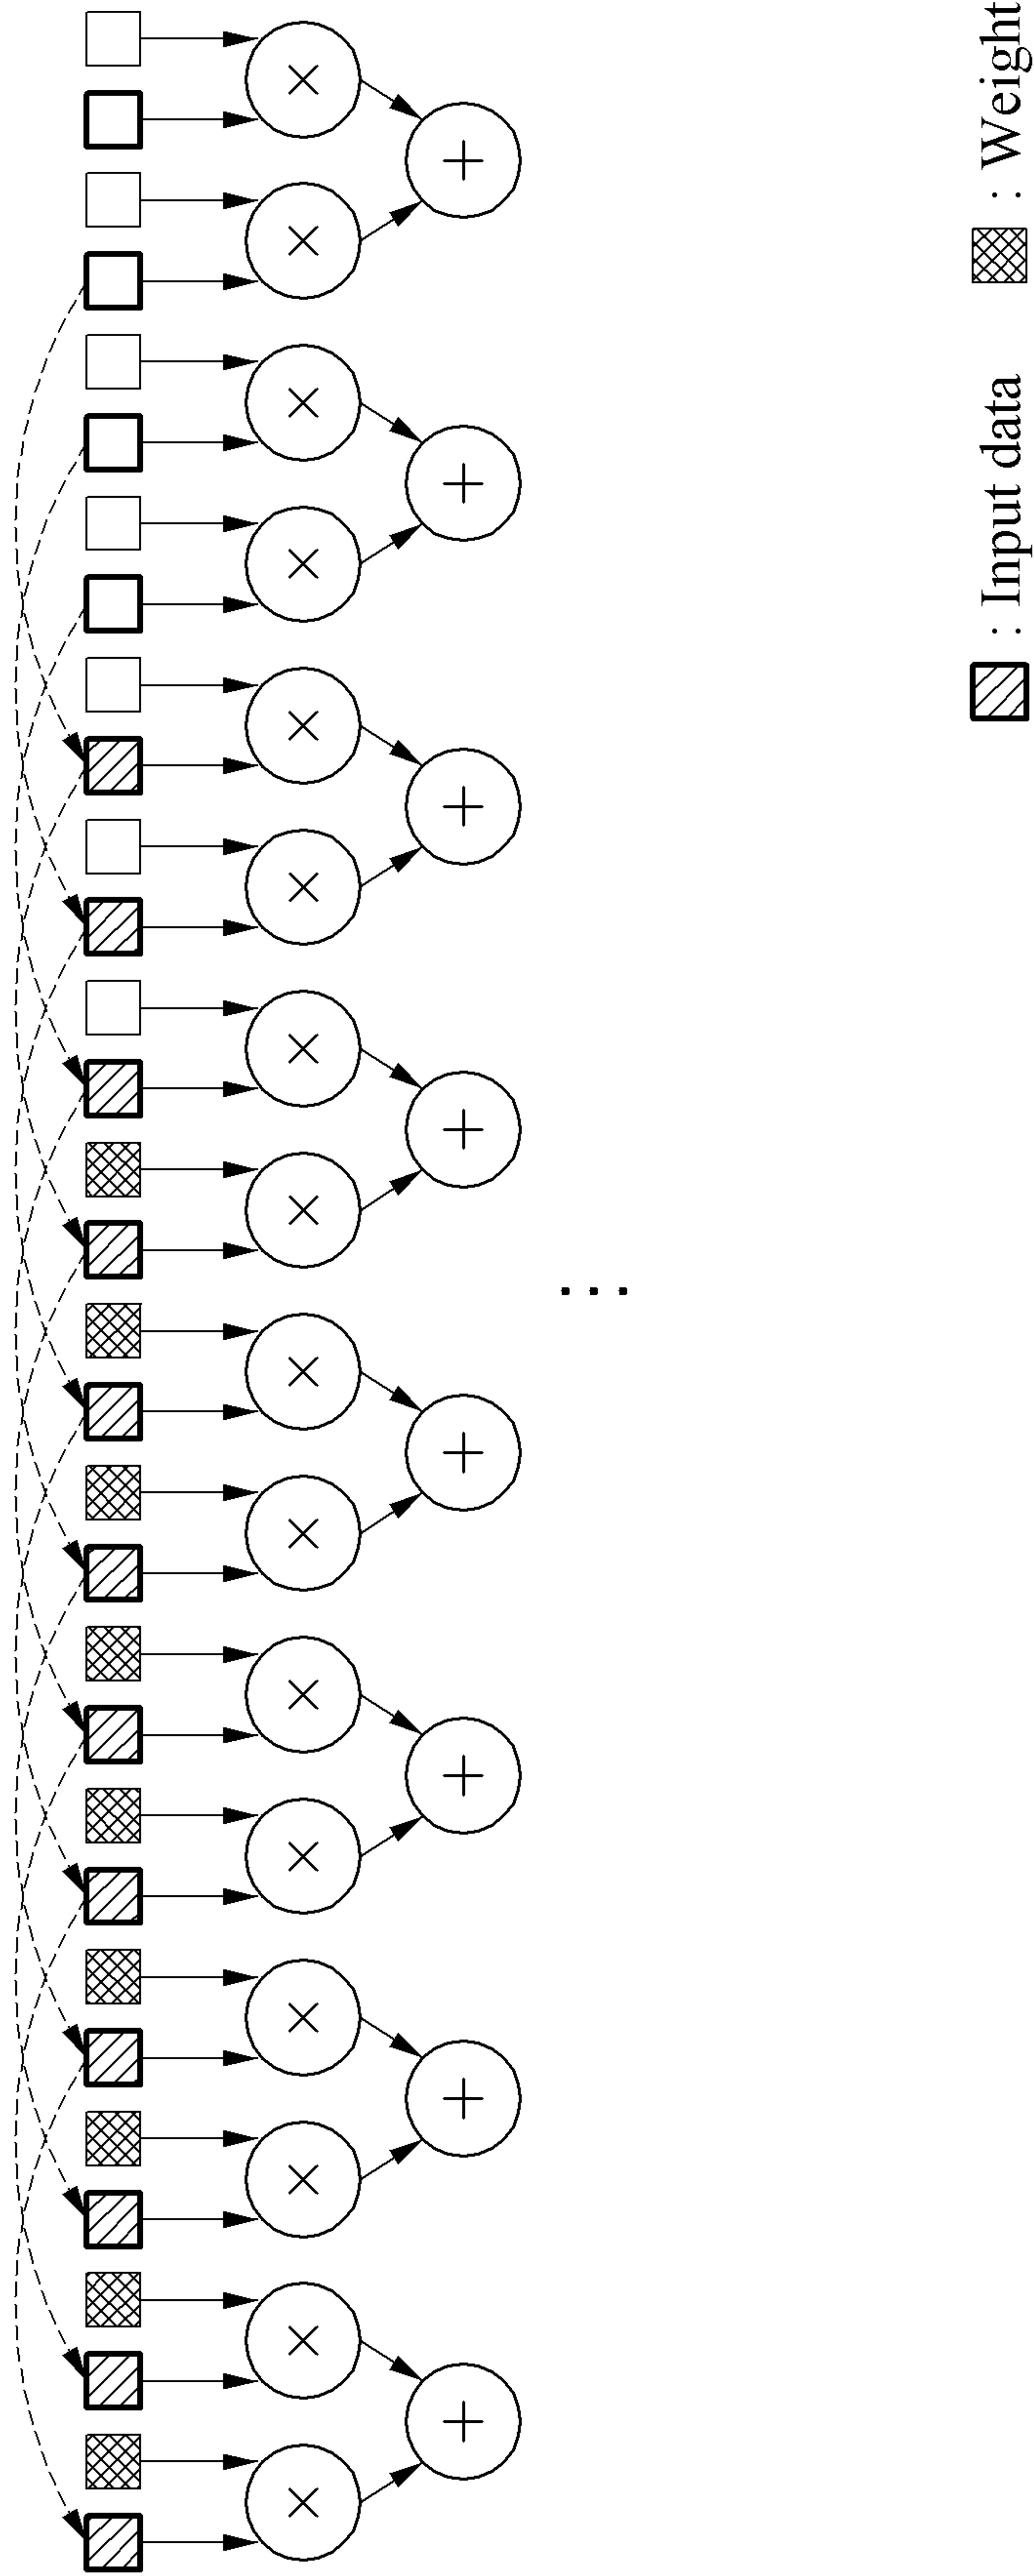 . . .
: Input data
: Weight